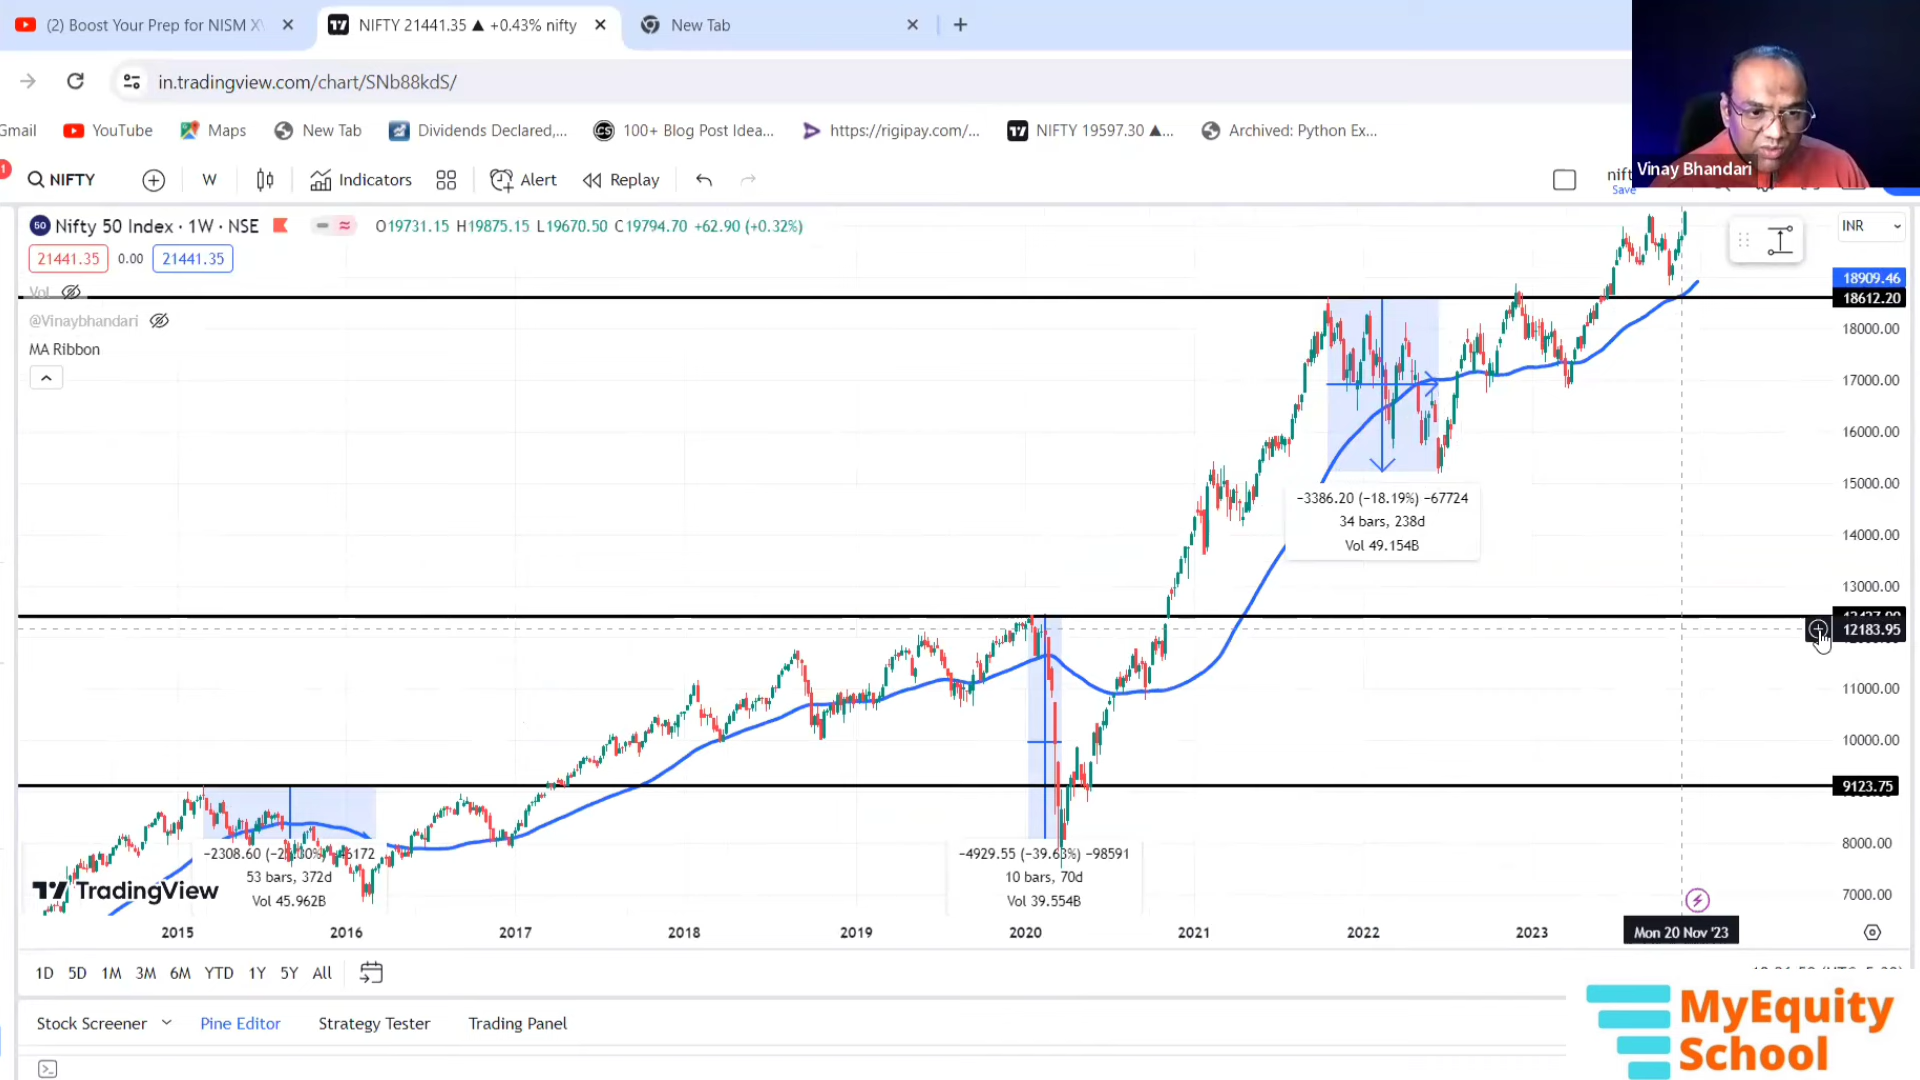 (2) Boost Your Prep for NISM X
NIFTY 21441.35 ▲ +0.43% nifty
New Tab
in.tradingview.com/chart/SNb88kdS/
Gmail
YouTube
Maps
New Tab
Dividends Declared,...
100+ Blog Post Idea...
https://rigipay.com/...
NIFTY 19597.30 ▲...
Archived: Python Ex...
Vinay Bhandari
1
NIFTY
W
Indicators
Alert
Replay
Save
50 Nifty 50 Index · 1W · NSE
O19731.15 H19875.15 L19670.50 C19794.70 +62.90 (+0.32%)
INR
21441.35 0.00 21441.35
Vol
@Vinaybhandari
MA Ribbon
18909.46
18612.20
18000.00
17000.00
16000.00
15000.00
14000.00
13000.00
12183.95
11000.00
10000.00
9123.75
8000.00
7000.00
−3386.20 (−18.19%) −67724
34 bars, 238d
Vol 49.154B
53 bars, 372d
Vol 45.962B
−4929.55 (−39.63%) −98591
10 bars, 70d
Vol 39.554B
TradingView
2015 2016 2017 2018 2019 2020 2021 2022 2023 Mon 20 Nov '23
1D 5D 1M 3M 6M YTD 1Y 5Y All
Stock Screener Pine Editor Strategy Tester Trading Panel
MyEquity
School